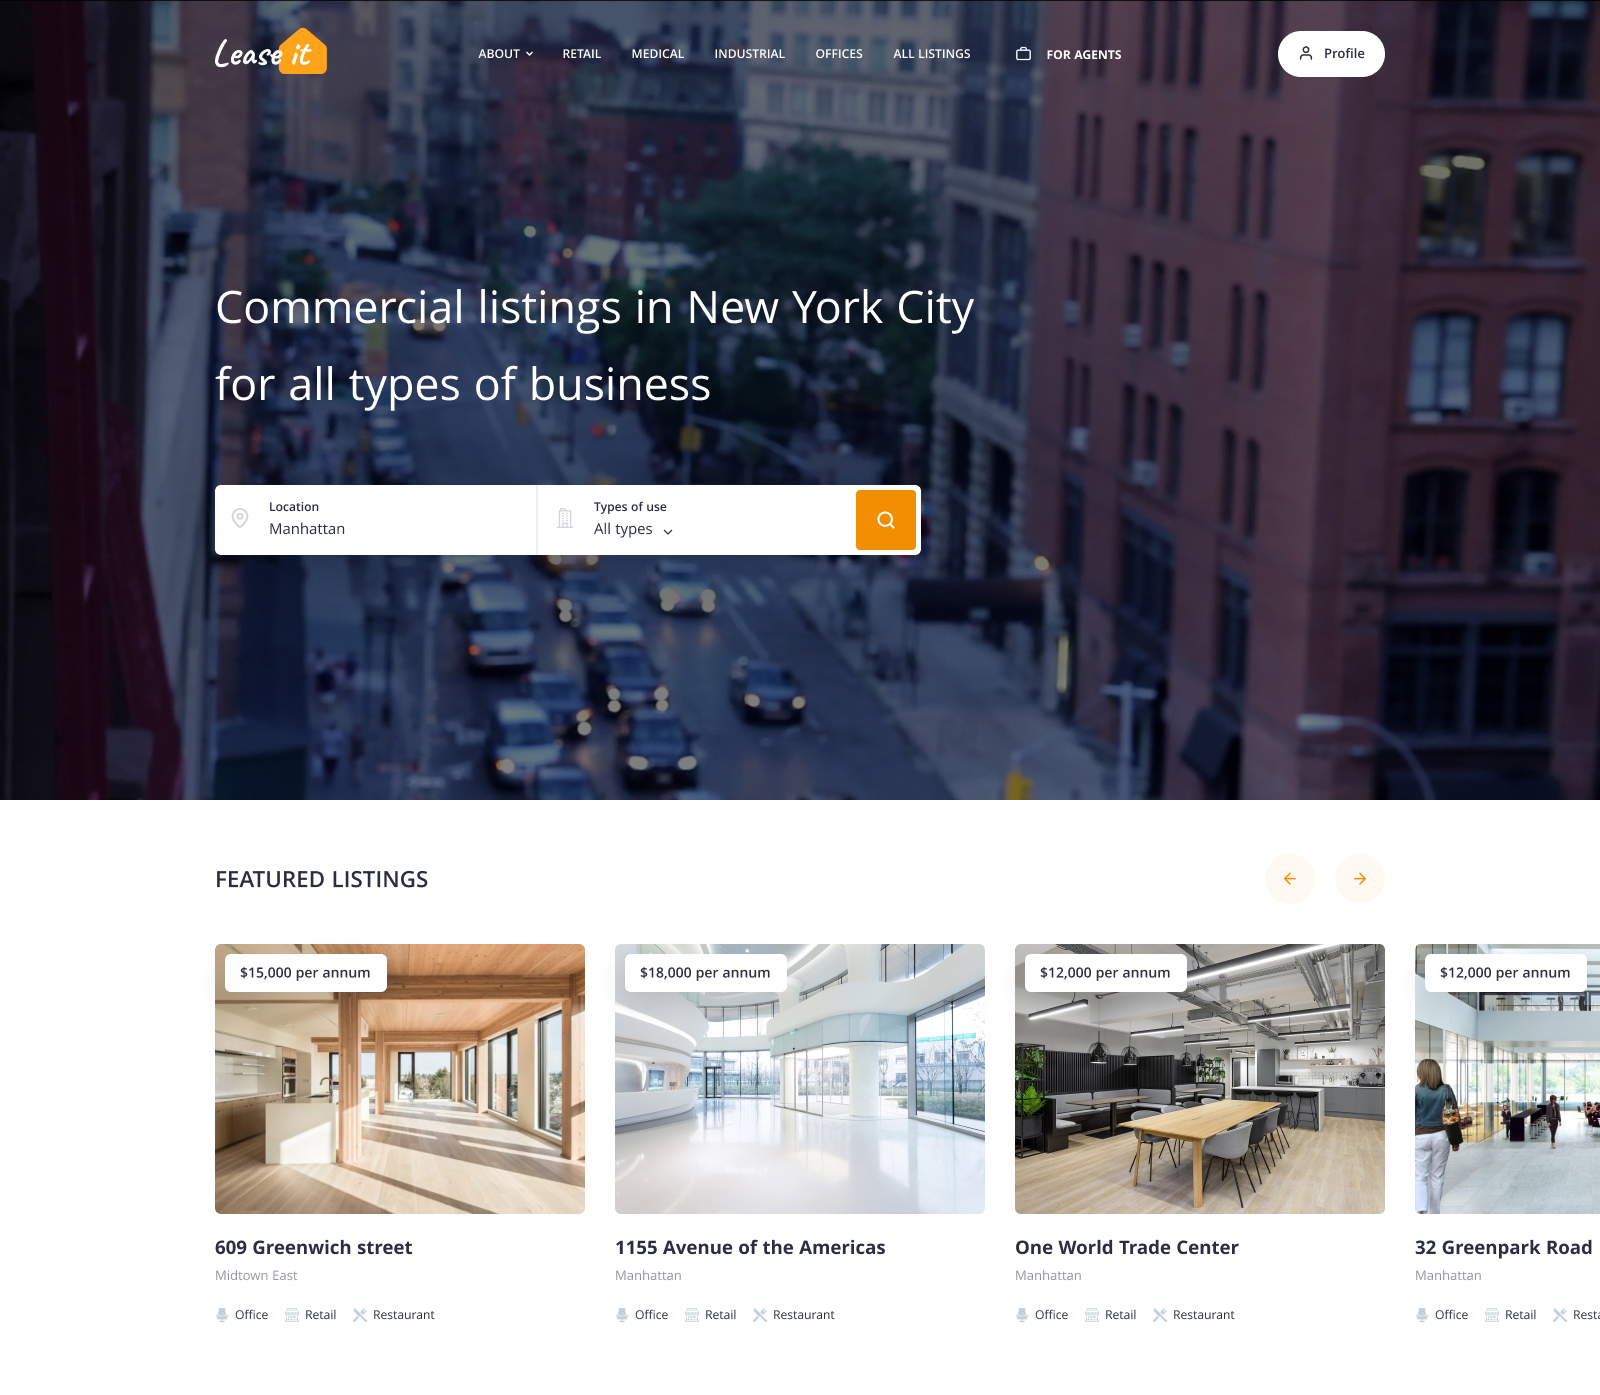 Lease it
ABOUT RETAIL MEDICAL INDUSTRIAL OFFICES ALL LISTINGS FOR AGENTS Profile
Commercial listings in New York City
for all types of business
Location
Manhattan
Types of use
All types
FEATURED LISTINGS
$15,000 per annum
609 Greenwich street
Midtown East
Office Retail Restaurant
$18,000 per annum
1155 Avenue of the Americas
Manhattan
Office Retail Restaurant
$12,000 per annum
One World Trade Center
Manhattan
Office Retail Restaurant
$12,000 per annum
32 Greenpark Road
Manhattan
Office Retail Resta